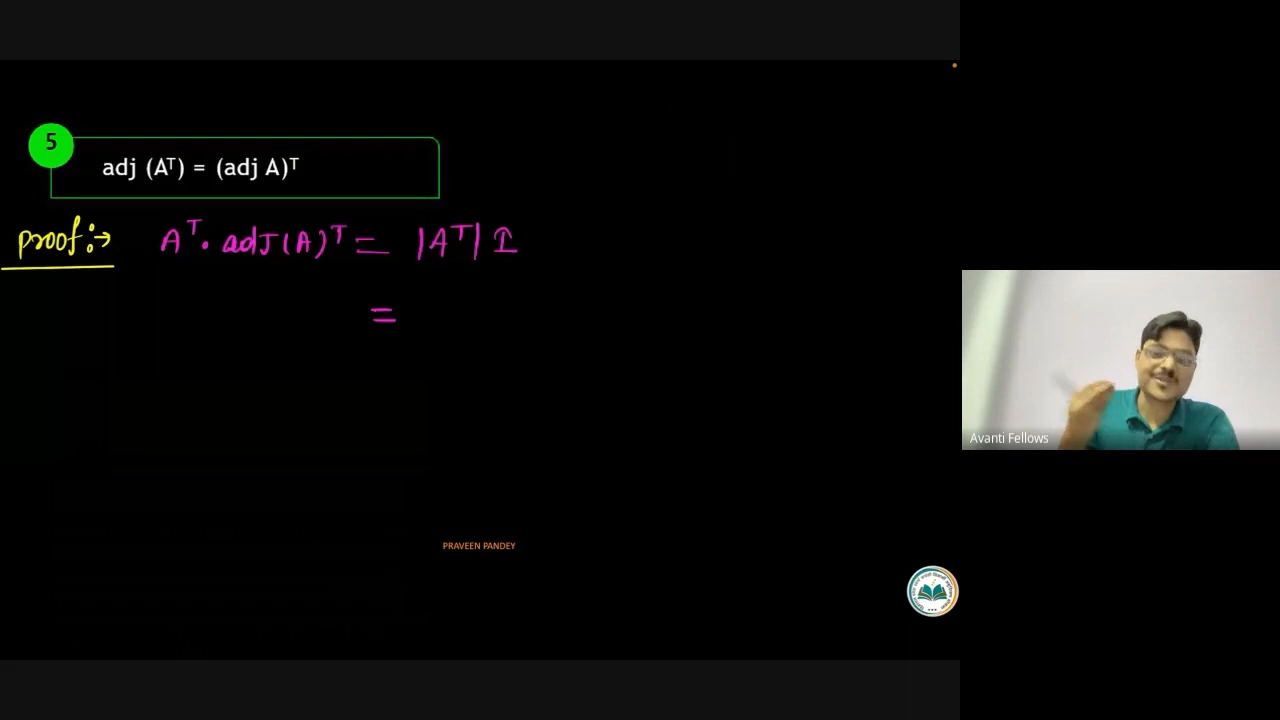 5
adj (Aᵀ) = (adj A)ᵀ
proof:→ Aᵀ. adJ(A)ᵀ = |Aᵀ| I
=
Avanti Fellows
PRAVEEN PANDEY